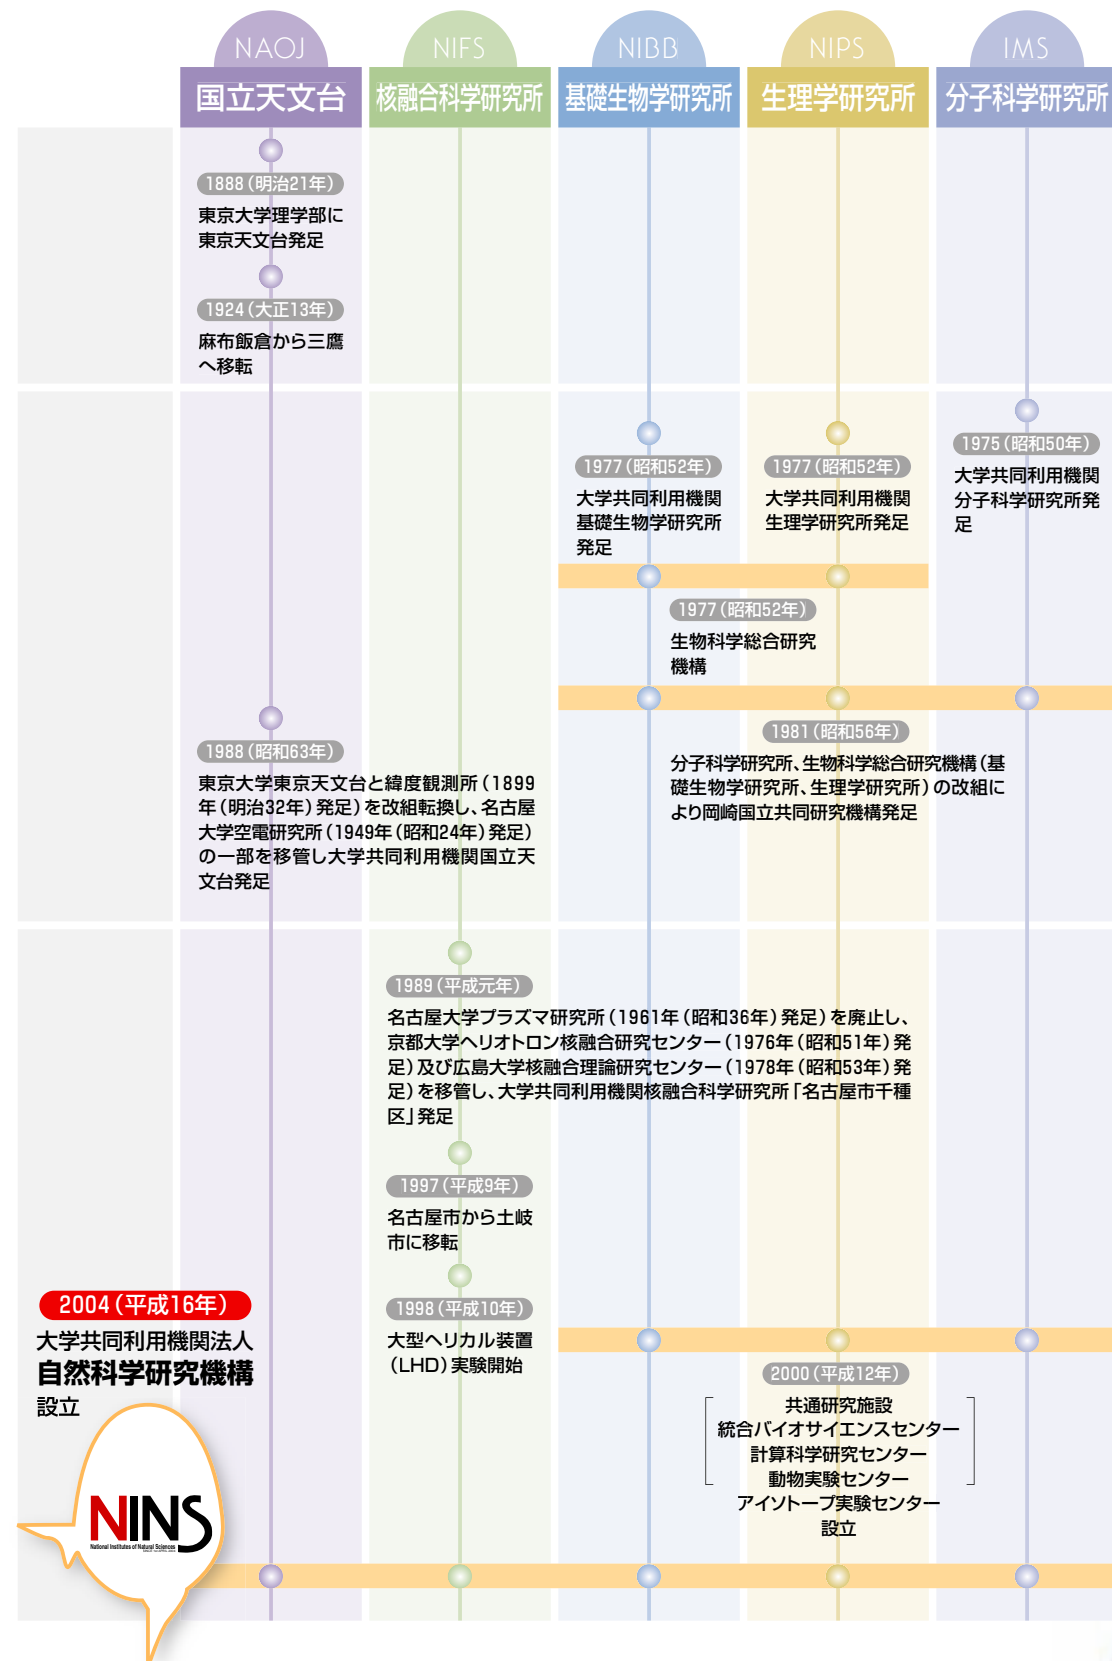 NAOJ
国立天文台
NIFS
核融合科学研究所
NIBB
基礎生物学研究所
NIPS
生理学研究所
IMS
分子科学研究所
1888（明治21年）
東京大学理学部に
東京天文台発足
1924（大正13年）
麻布飯倉から三鷹
へ移転
1975（昭和50年）
大学共同利用機関
分子科学研究所発
足
1977（昭和52年）
大学共同利用機関
基礎生物学研究所
発足
1977（昭和52年）
大学共同利用機関
生理学研究所発足
1977（昭和52年）
生物科学総合研究
機構
1981（昭和56年）
分子科学研究所、生物科学総合研究機構（基
礎生物学研究所、生理学研究所）の改組に
より岡崎国立共同研究機構発足
1988（昭和63年）
東京大学東京天文台と緯度観測所（1899
年（明治32年）発足）を改組転換し、名古屋
大学空電研究所（1949年（昭和24年）発足）
の一部を移管し大学共同利用機関国立天
文台発足
1989（平成元年）
名古屋大学プラズマ研究所（1961年（昭和36年）発足）を廃止し、
京都大学ヘリオトロン核融合研究センター（1976年（昭和51年）発
足）及び広島大学核融合理論研究センター（1978年（昭和53年）発
足）を移管し、大学共同利用機関核融合科学研究所「名古屋市千種
区」発足
1997（平成9年）
名古屋市から土岐
市に移転
1998（平成10年）
大型ヘリカル装置
（LHD）実験開始
2000（平成12年）
共通研究施設
統合バイオサイエンスセンター
計算科学研究センター
動物実験センター
アイソトープ実験センター
設立
2004（平成16年）
大学共同利用機関法人
自然科学研究機構
設立
NINS
National Institutes of Natural Sciences